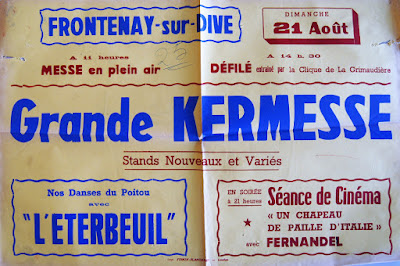 FRONTENAY-sur-DIVE
DIMANCHE
21 Août
A 11 heures
MESSE en plein air
A 14 h. 30
DÉFILÉ entraîné par la Clique de La Grimaudière
Grande KERMESSE
Stands Nouveaux et Variés
Nos Danses du Poitou
avec
"L'ETERBEUIL"
EN SOIRÉE
à 21 heures
Séance de Cinéma
« UN CHAPEAU
DE PAILLE D'ITALIE »
avec FERNANDEL